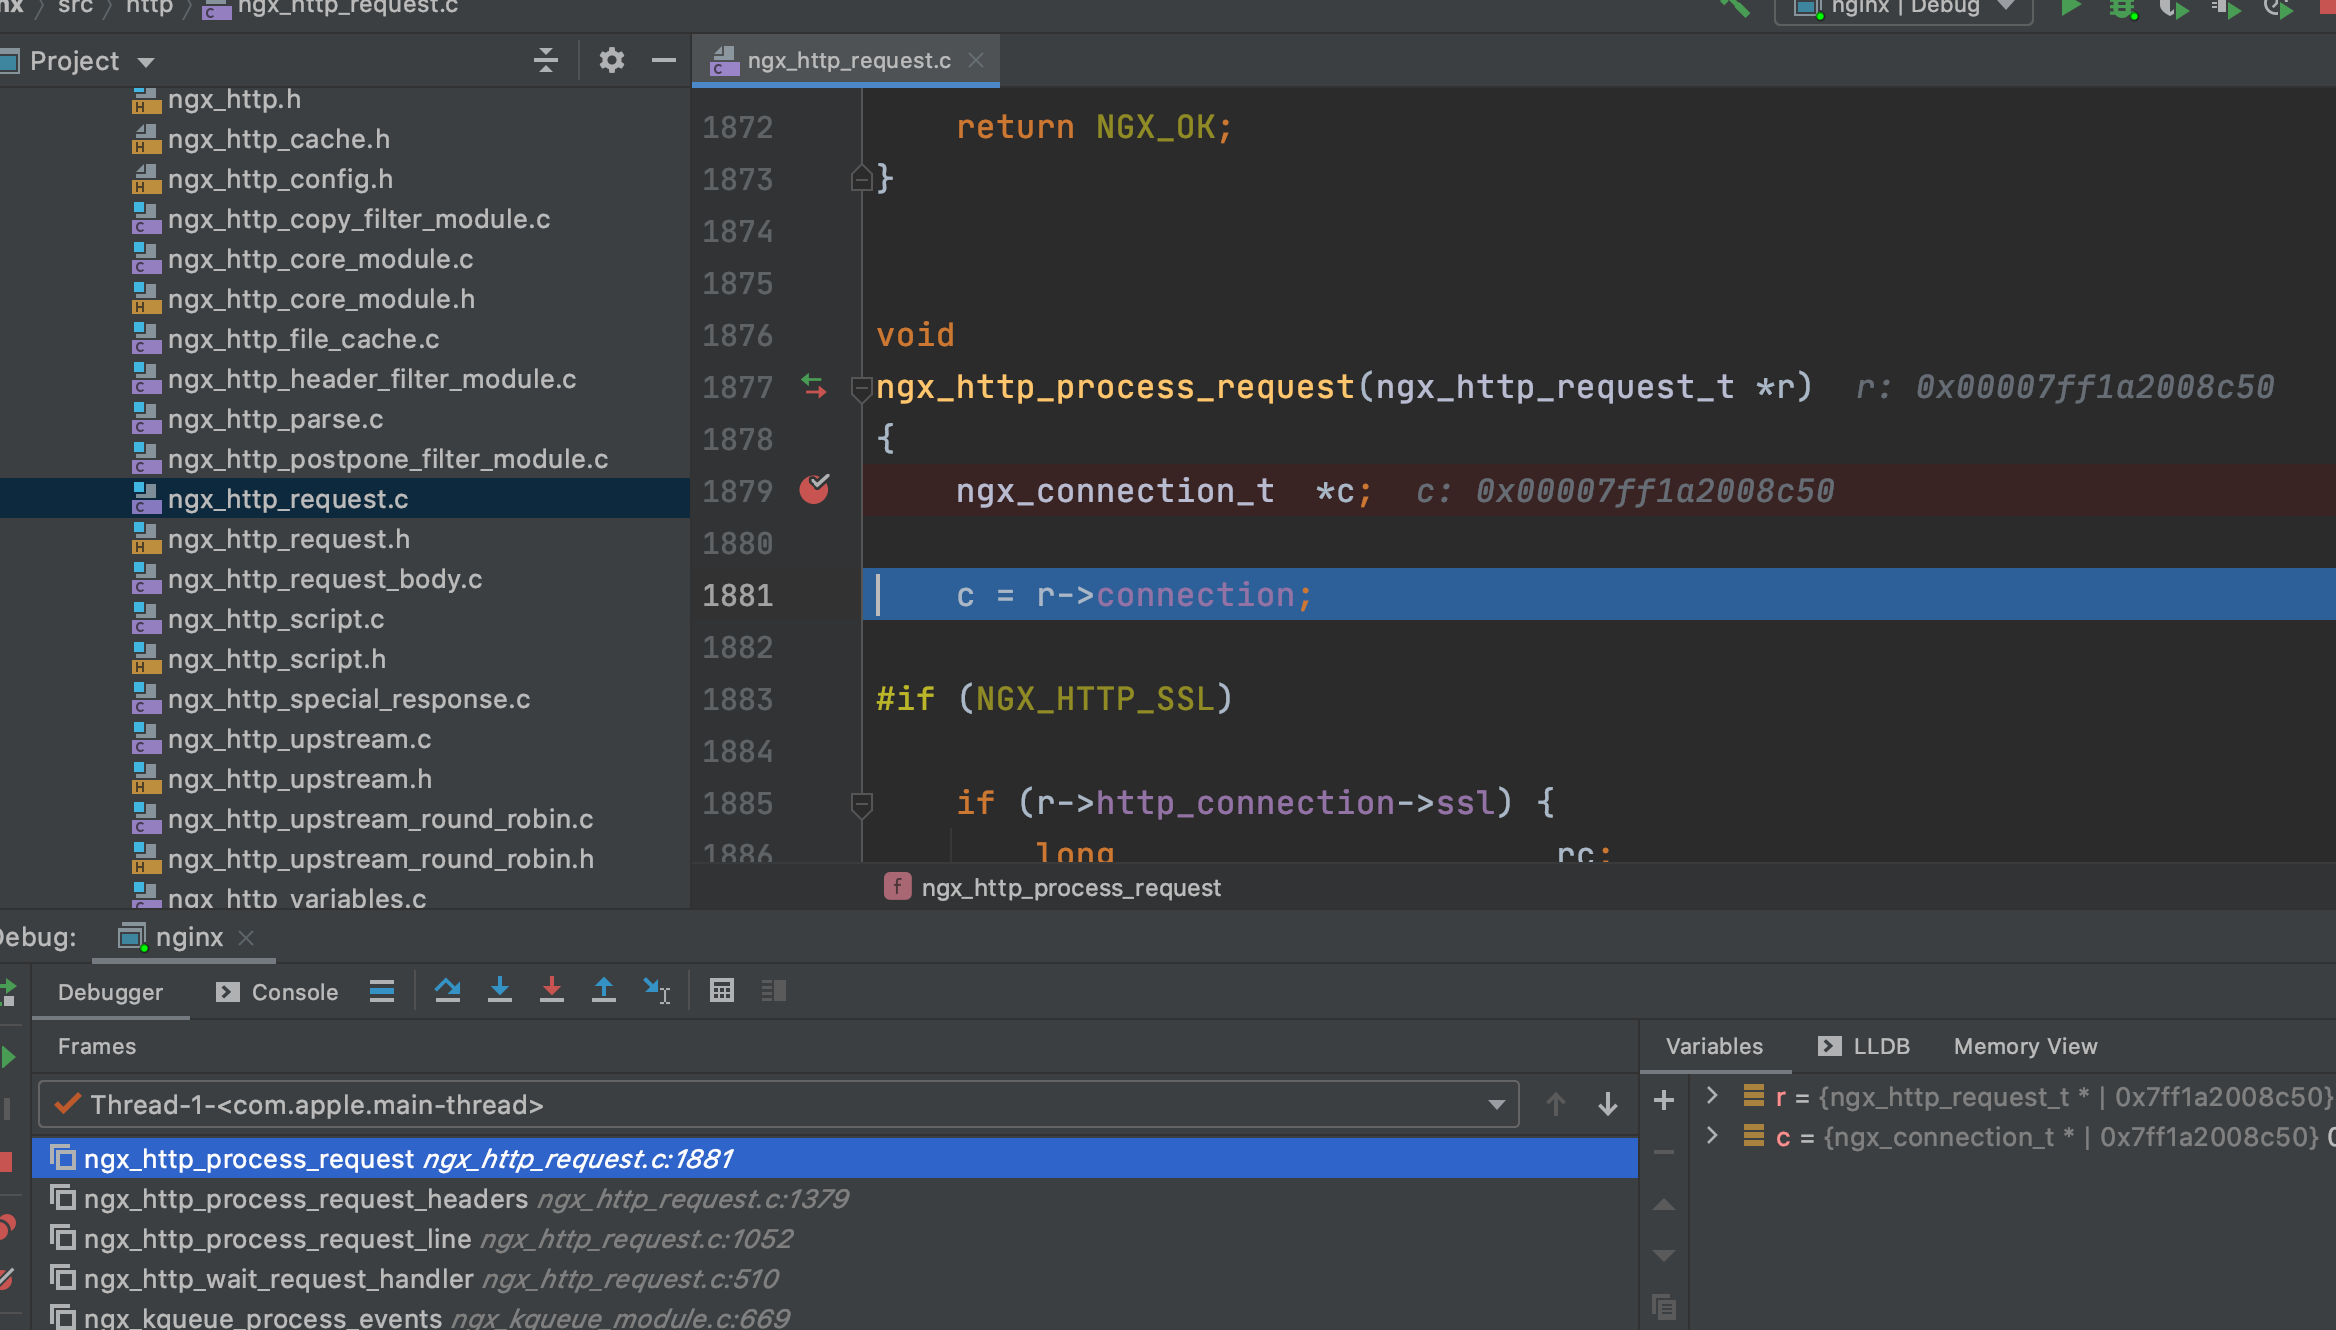 nx src http ngx_http_request.c
nginx | Debug
Project
ngx_http_request.c
ngx_http.h
ngx_http_cache.h
ngx_http_config.h
ngx_http_copy_filter_module.c
ngx_http_core_module.c
ngx_http_core_module.h
ngx_http_file_cache.c
ngx_http_header_filter_module.c
ngx_http_parse.c
ngx_http_postpone_filter_module.c
ngx_http_request.c
ngx_http_request.h
ngx_http_request_body.c
ngx_http_script.c
ngx_http_script.h
ngx_http_special_response.c
ngx_http_upstream.c
ngx_http_upstream.h
ngx_http_upstream_round_robin.c
ngx_http_upstream_round_robin.h
ngx_http_variables.c
1872 return NGX_OK;
1873 }
1874
1875
1876 void
1877 ngx_http_process_request(ngx_http_request_t *r) r: 0x00007ff1a2008c50
1878 {
1879 ngx_connection_t *c; c: 0x00007ff1a2008c50
1880
1881 c = r->connection;
1882
1883 #if (NGX_HTTP_SSL)
1884
1885 if (r->http_connection->ssl) {
1886 long rc;
ngx_http_process_request
Debug: nginx
Debugger Console
Frames
Variables LLDB Memory View
Thread-1-<com.apple.main-thread>
ngx_http_process_request ngx_http_request.c:1881
ngx_http_process_request_headers ngx_http_request.c:1379
ngx_http_process_request_line ngx_http_request.c:1052
ngx_http_wait_request_handler ngx_http_request.c:510
ngx_kqueue_process_events ngx_kqueue_module.c:669
r = {ngx_http_request_t * | 0x7ff1a2008c50}
c = {ngx_connection_t * | 0x7ff1a2008c50}